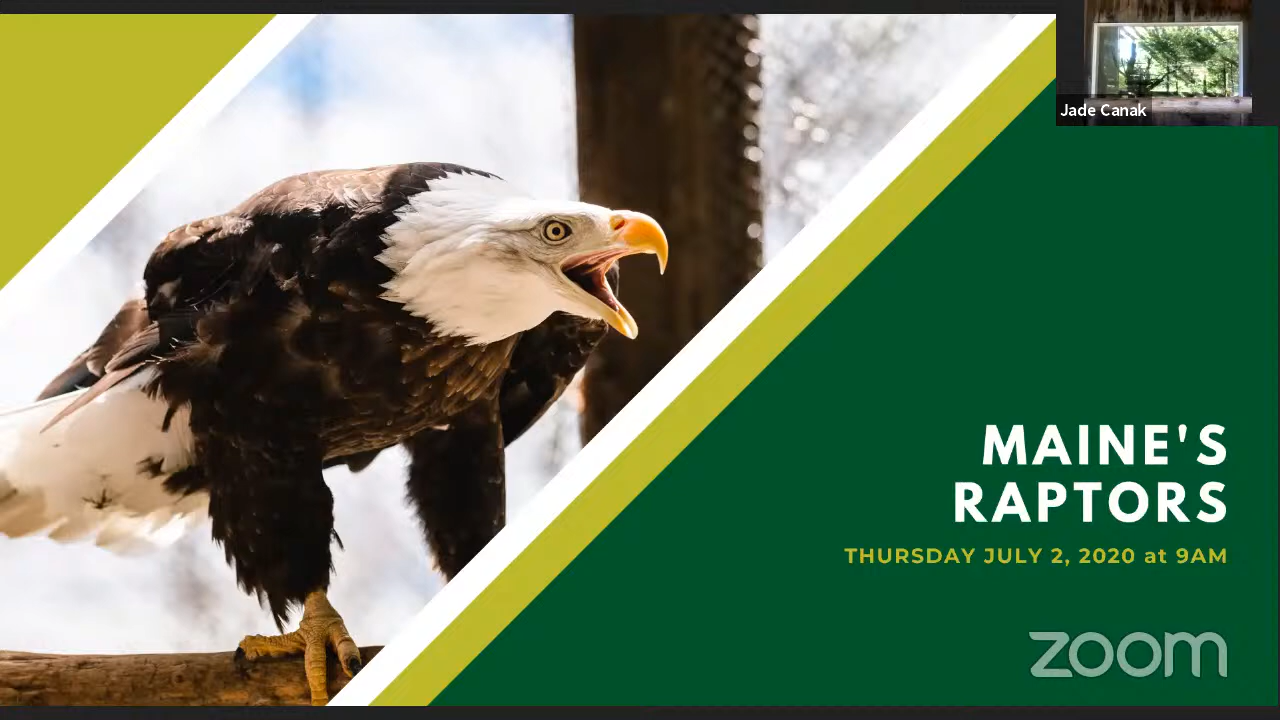 Jade Canak
MAINE'S
RAPTORS
THURSDAY JULY 2, 2020 at 9AM
zoom